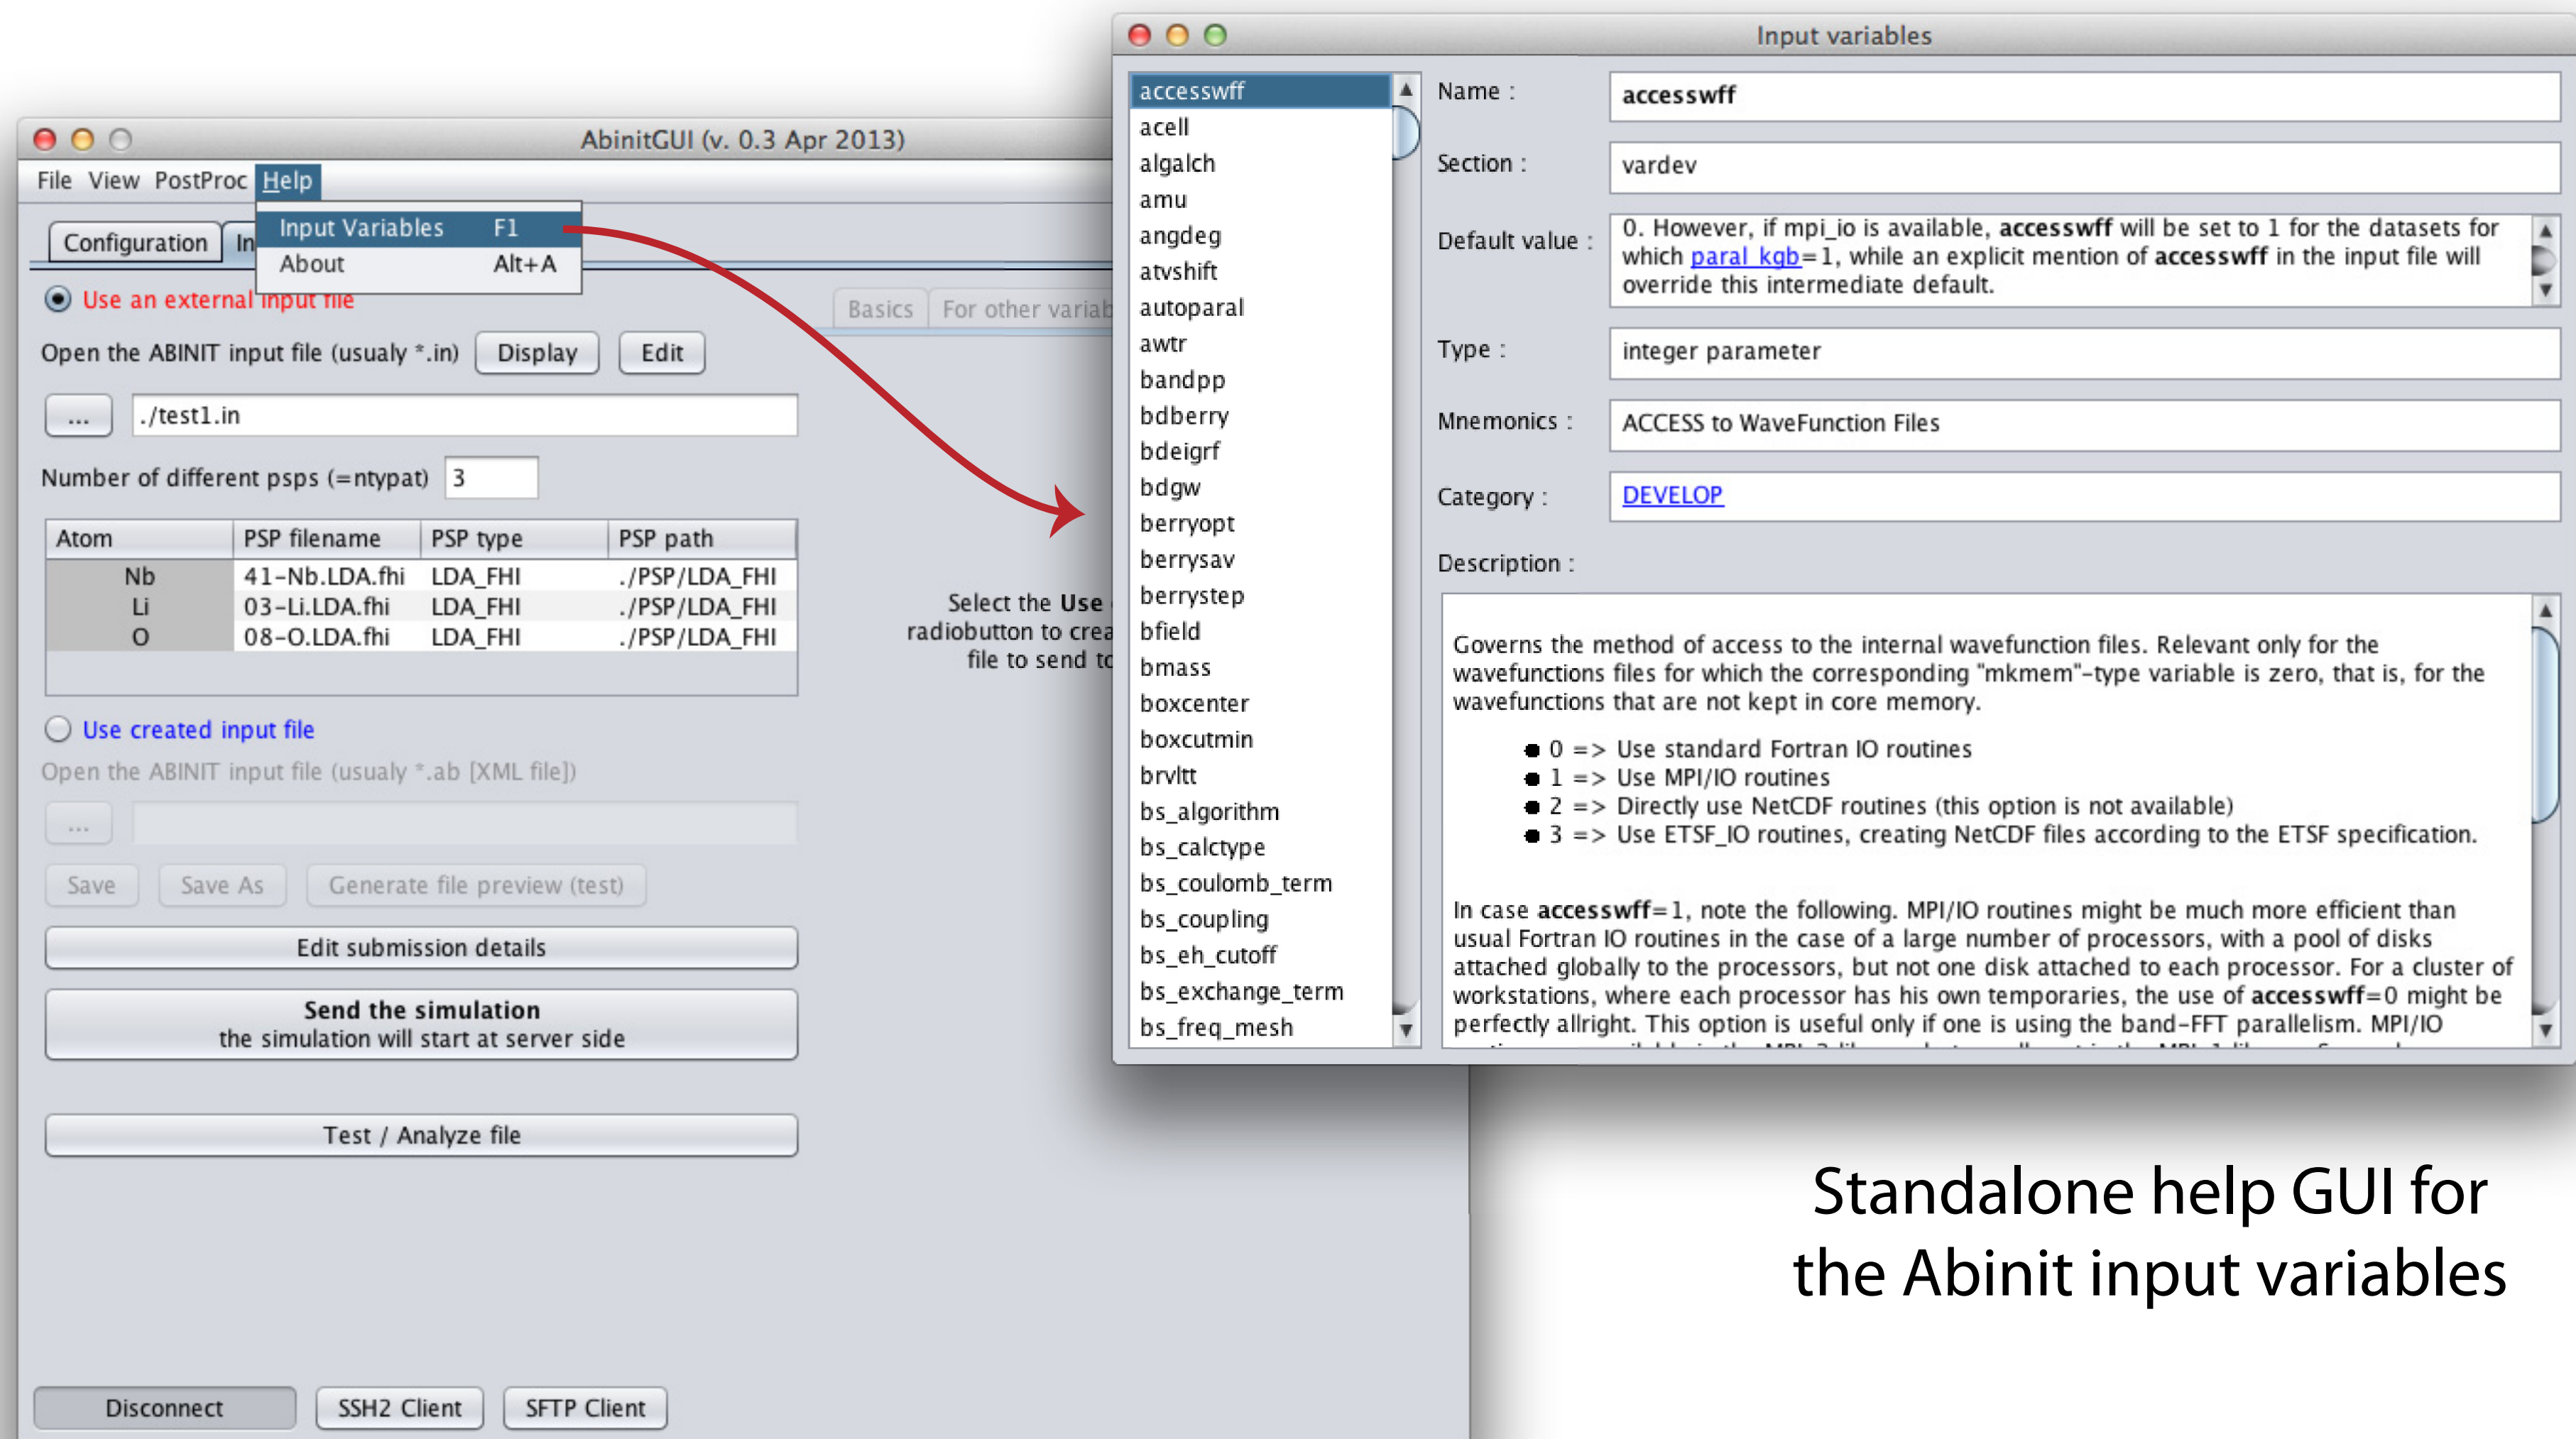 AbinitGUI (v. 0.3 Apr 2013)
File View PostProc Help
Input Variables F1
About Alt+A
Configuration In
Use an external input file
Basics For other variab
Open the ABINIT input file (usualy *.in) Display Edit
... ./test1.in
Number of different psps (=ntypat) 3
Atom PSP filename PSP type PSP path
Nb 41-Nb.LDA.fhi LDA_FHI ./PSP/LDA_FHI
Li 03-Li.LDA.fhi LDA_FHI ./PSP/LDA_FHI
O 08-O.LDA.fhi LDA_FHI ./PSP/LDA_FHI
Select the Use
radiobutton to crea
file to send to
Use created input file
Open the ABINIT input file (usualy *.ab [XML file])
...
Save Save As Generate file preview (test)
Edit submission details
Send the simulation
the simulation will start at server side
Test / Analyze file
Disconnect SSH2 Client SFTP Client
Input variables
accesswff
acell
algalch
amu
angdeg
atvshift
autoparal
awtr
bandpp
bdberry
bdeigrf
bdgw
berryopt
berrysav
berrystep
bfield
bmass
boxcenter
boxcutmin
brvltt
bs_algorithm
bs_calctype
bs_coulomb_term
bs_coupling
bs_eh_cutoff
bs_exchange_term
bs_freq_mesh
Name : accesswff
Section : vardev
Default value : 0. However, if mpi_io is available, accesswff will be set to 1 for the datasets for
which paral_kgb=1, while an explicit mention of accesswff in the input file will
override this intermediate default.
Type : integer parameter
Mnemonics : ACCESS to WaveFunction Files
Category : DEVELOP
Description :
Governs the method of access to the internal wavefunction files. Relevant only for the
wavefunctions files for which the corresponding "mkmem"-type variable is zero, that is, for the
wavefunctions that are not kept in core memory.
● 0 => Use standard Fortran IO routines
● 1 => Use MPI/IO routines
● 2 => Directly use NetCDF routines (this option is not available)
● 3 => Use ETSF_IO routines, creating NetCDF files according to the ETSF specification.
In case accesswff=1, note the following. MPI/IO routines might be much more efficient than
usual Fortran IO routines in the case of a large number of processors, with a pool of disks
attached globally to the processors, but not one disk attached to each processor. For a cluster of
workstations, where each processor has his own temporaries, the use of accesswff=0 might be
perfectly allright. This option is useful only if one is using the band-FFT parallelism. MPI/IO
Standalone help GUI for
the Abinit input variables